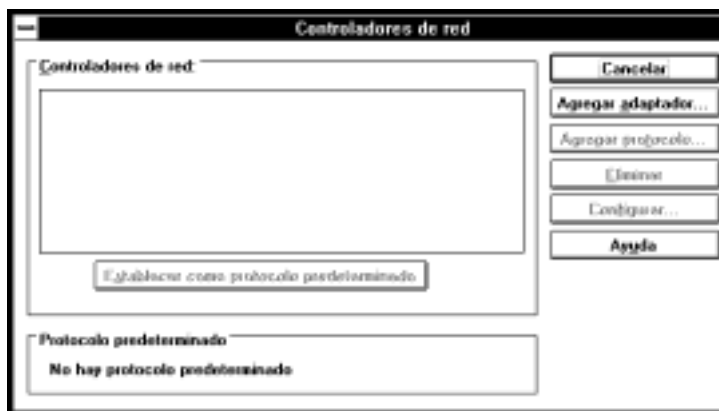 Controladores de red
Controladores de red:
Cancelar
Agregar adaptador...
Agregar protocolo...
Eliminar
Configurar...
Ayuda
Establecer como protocolo predeterminado
Protocolo predeterminado
No hay protocolo predeterminado